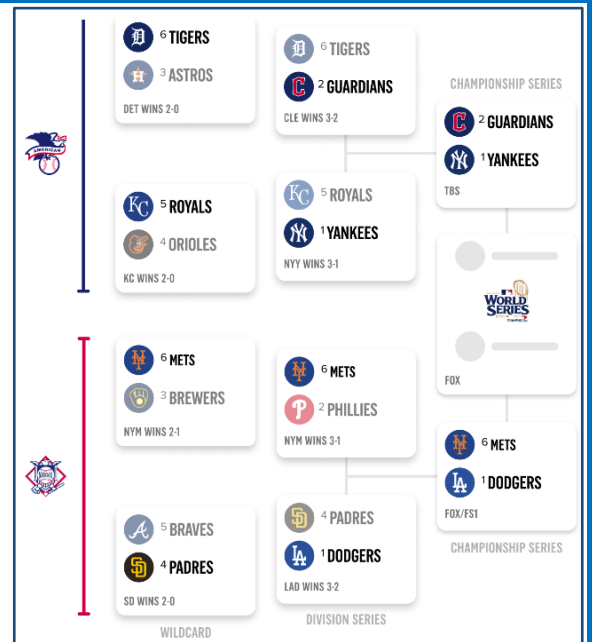 6 TIGERS
3 ASTROS
DET WINS 2-0
6 TIGERS
2 GUARDIANS
CLE WINS 3-2
CHAMPIONSHIP SERIES
2 GUARDIANS
1 YANKEES
TBS
AMERICAN
5 ROYALS
4 ORIOLES
KC WINS 2-0
5 ROYALS
1 YANKEES
NYY WINS 3-1
WORLD
SERIES
FOX
6 METS
3 BREWERS
NYM WINS 2-1
6 METS
2 PHILLIES
NYM WINS 3-1
6 METS
1 DODGERS
FOX/FS1
CHAMPIONSHIP SERIES
5 BRAVES
4 PADRES
SD WINS 2-0
4 PADRES
1 DODGERS
LAD WINS 3-2
DIVISION SERIES
WILDCARD